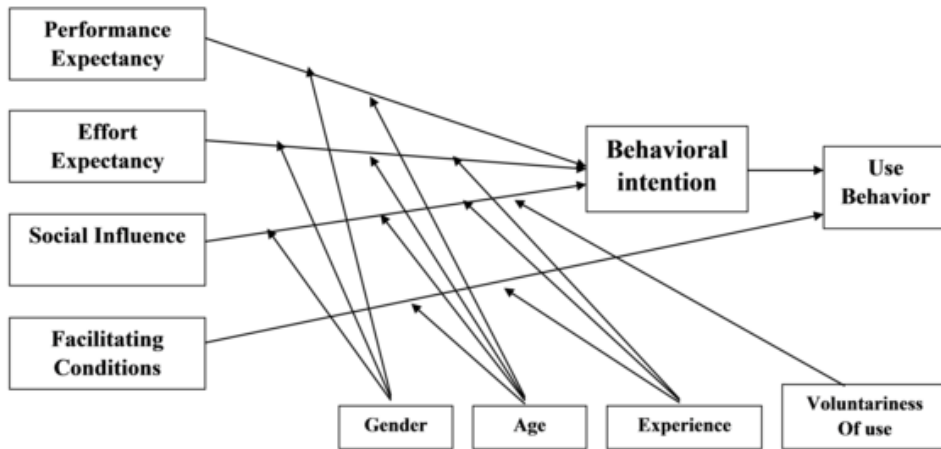 Performance
Expectancy
Effort
Expectancy
Social Influence
Facilitating
Conditions
Behavioral
intention
Use
Behavior
Gender
Age
Experience
Voluntariness
Of use